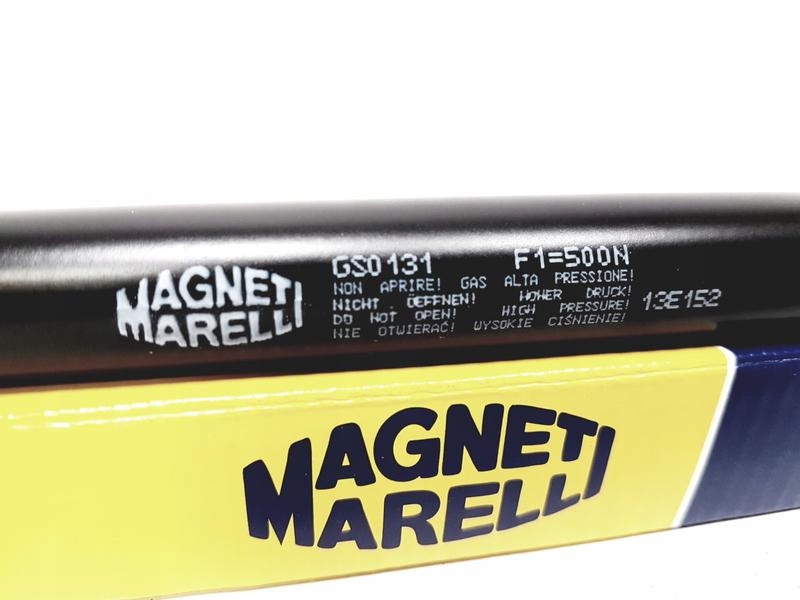 MAGNETI
MARELLI
GS0131 F1=500N
NON APRIRE! GAS ALTA PRESSIONE!
NICHT ÖEFFNEN! HOHER DRUCK!
DO NOT OPEN! HIGH PRESSURE!
NIE OTWIERAĆ! WYSOKIE CIŚNIENIE!
13E152
MAGNETI
MARELLI